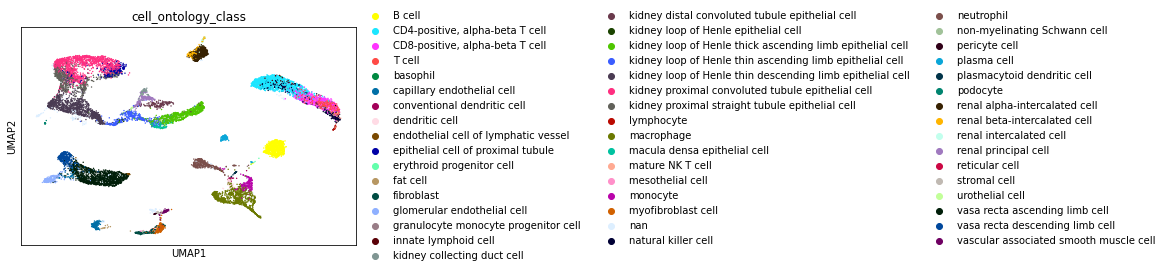 cell_ontology_class
UMAP2
UMAP1
B cell
CD4-positive, alpha-beta T cell
CD8-positive, alpha-beta T cell
T cell
basophil
capillary endothelial cell
conventional dendritic cell
dendritic cell
endothelial cell of lymphatic vessel
epithelial cell of proximal tubule
erythroid progenitor cell
fat cell
fibroblast
glomerular endothelial cell
granulocyte monocyte progenitor cell
innate lymphoid cell
kidney collecting duct cell
kidney distal convoluted tubule epithelial cell
kidney loop of Henle epithelial cell
kidney loop of Henle thick ascending limb epithelial cell
kidney loop of Henle thin ascending limb epithelial cell
kidney loop of Henle thin descending limb epithelial cell
kidney proximal convoluted tubule epithelial cell
kidney proximal straight tubule epithelial cell
lymphocyte
macrophage
macula densa epithelial cell
mature NK T cell
mesothelial cell
monocyte
myofibroblast cell
nan
natural killer cell
neutrophil
non-myelinating Schwann cell
pericyte cell
plasma cell
plasmacytoid dendritic cell
podocyte
renal alpha-intercalated cell
renal beta-intercalated cell
renal intercalated cell
renal principal cell
reticular cell
stromal cell
urothelial cell
vasa recta ascending limb cell
vasa recta descending limb cell
vascular associated smooth muscle cell